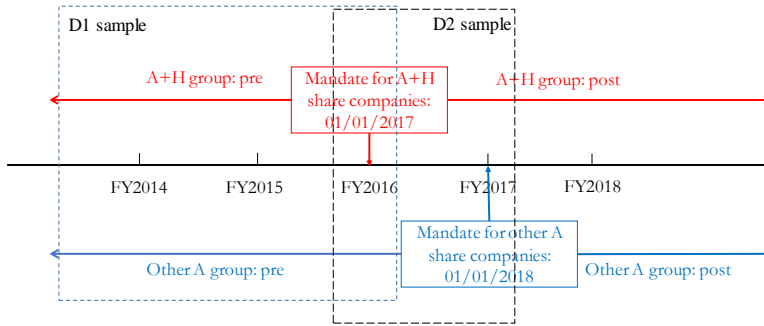 D1 sample
D2 sample
A+H group: pre
Mandate for A+H
share companies:
01/01/2017
A+H group: post
FY2014
FY2015
FY2016
FY2017
FY2018
Other A group: pre
Mandate for other A
share companies:
01/01/2018
Other A group: post